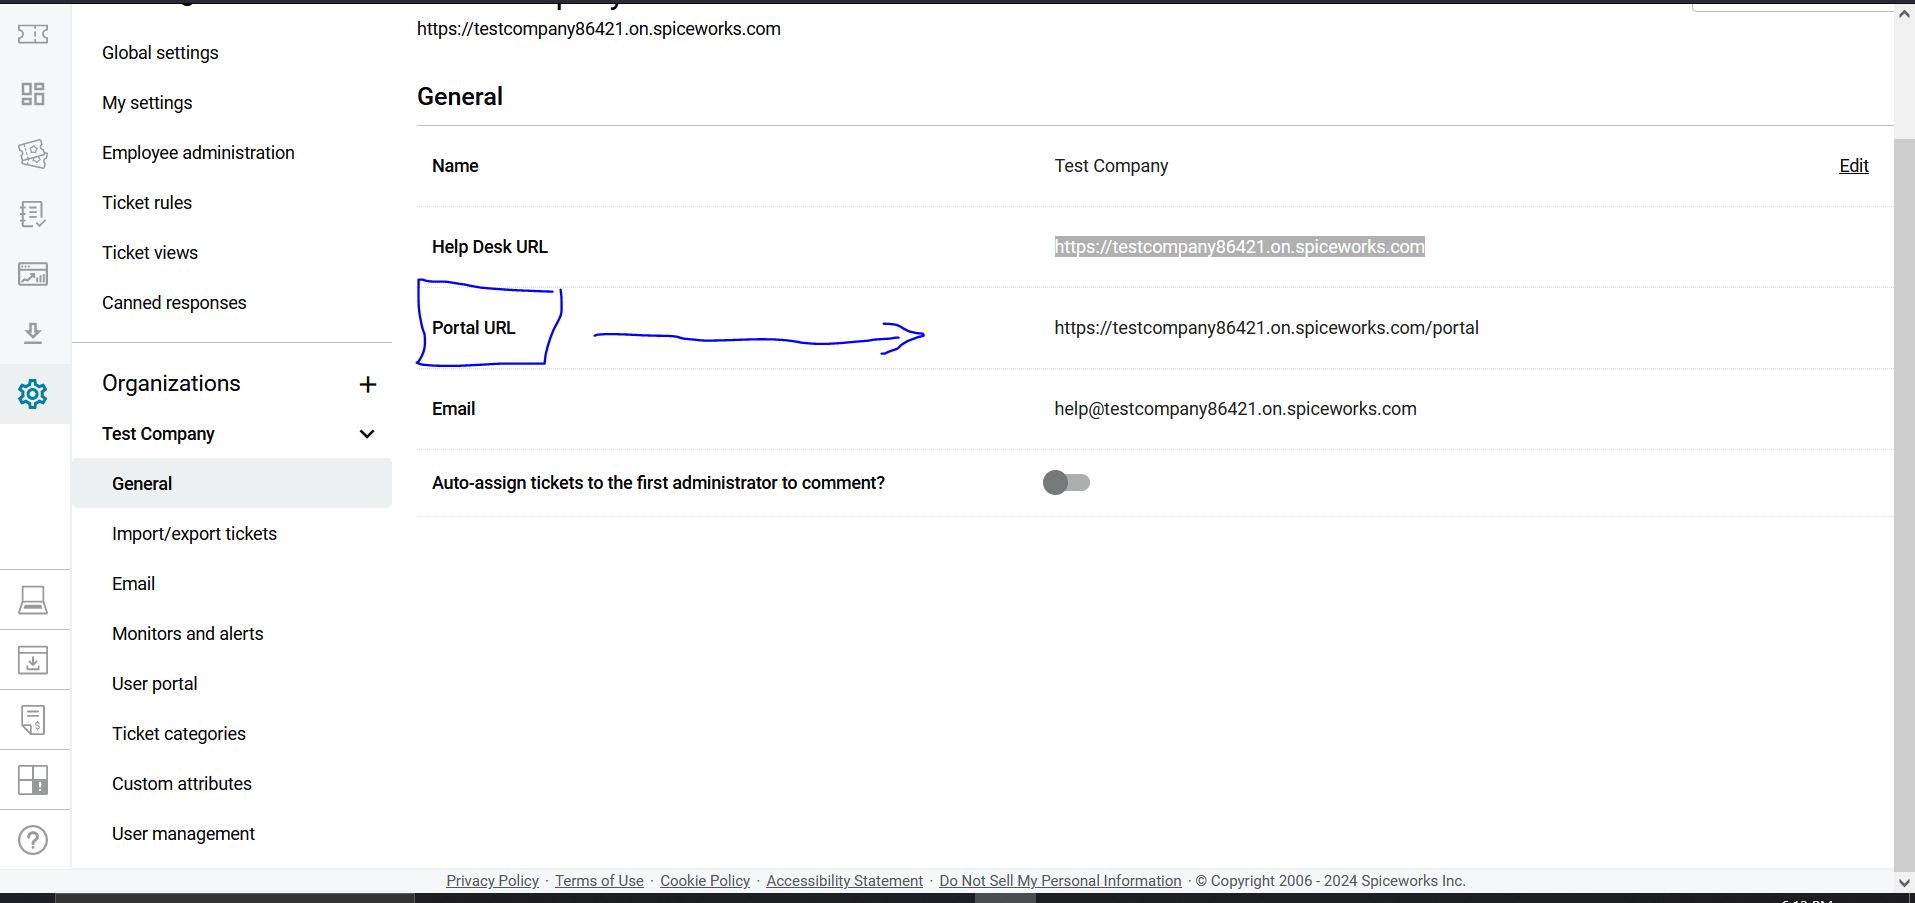 https://testcompany86421.on.spiceworks.com
Global settings
My settings
Employee administration
Ticket rules
Ticket views
Canned responses
Organizations +
Test Company
General
Import/export tickets
Email
Monitors and alerts
User portal
Ticket categories
Custom attributes
User management
General
Name Test Company Edit
Help Desk URL https://testcompany86421.on.spiceworks.com
Portal URL https://testcompany86421.on.spiceworks.com/portal
Email help@testcompany86421.on.spiceworks.com
Auto-assign tickets to the first administrator to comment?
Privacy Policy · Terms of Use · Cookie Policy · Accessibility Statement · Do Not Sell My Personal Information · © Copyright 2006 - 2024 Spiceworks Inc.